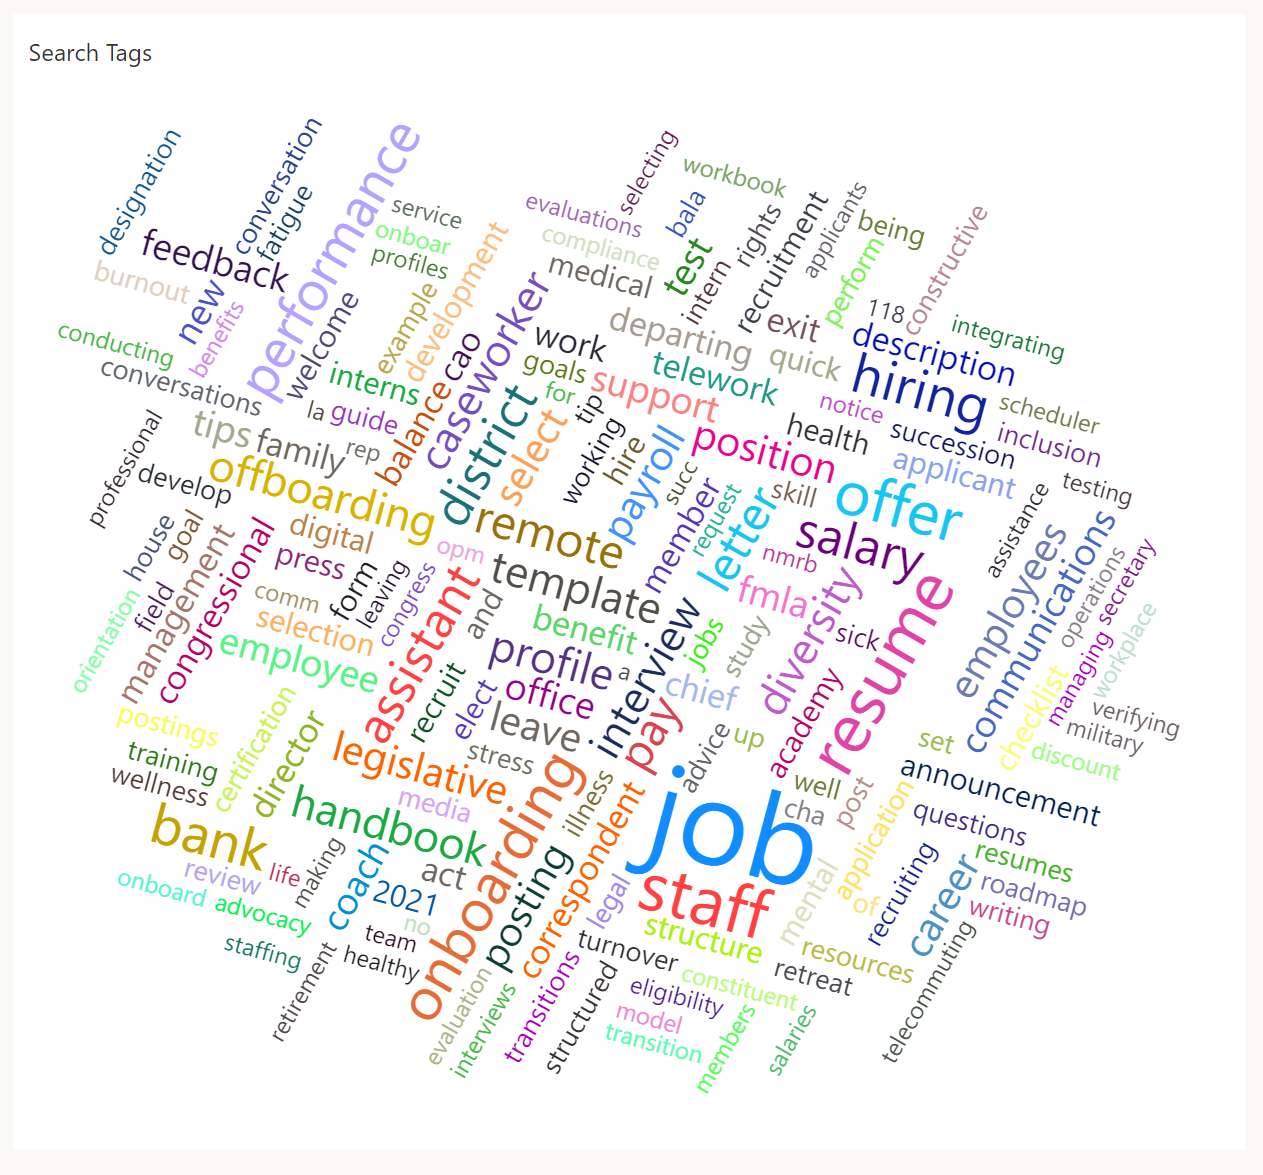 Search Tags
designation
conversation
fatigue
performance
service
onboar
profiles
evaluations
selecting
workbook
bala
rights
recruitment
applicants
being
compliance
medical
test
intern
perform
constructive
118
integrating
feedback
burnout
new
benefits
welcome
example
development
caseworker
cao
work
departing
exit
quick
description
hiring
conducting
conversations
interns
la
guide
balance
goals
for
tip
support
telework
notice
scheduler
inclusion
succession
health
tips
family
rep
district
select
working
hire
payroll
succ
position
applicant
testing
professional
develop
offboarding
remote
member
request
letter
skill
offer
salary
assistance
house
goal
management
congressional
digital
press
opm
template
nmrb
fmla
diversity
employees
communications
operations
secretary
managing
workplace
orientation
field
comm
form
leaving
congress
assistant
and
selection
employee
benefit
profile
a
interview
jobs
study
sick
resume
chief
academy
checklist
verifying
military
discount
postings
training
wellness
certification
director
recruit
elect
office
leave
stress
pay
advice
up
well
cha
post
set
announcement
legislative
media
handbook
onboarding
illness
correspondent
job
application
questions
bank
review
life
making
coach
act
2021
posting
legal
staff
mental
of
recruiting
career
resumes
roadmap
writing
onboard
advocacy
staffing
retirement
team
no
healthy
structure
turnover
resources
retreat
telecommuting
evaluation
interviews
transitions
structured
constituent
eligibility
model
transition
members
salaries